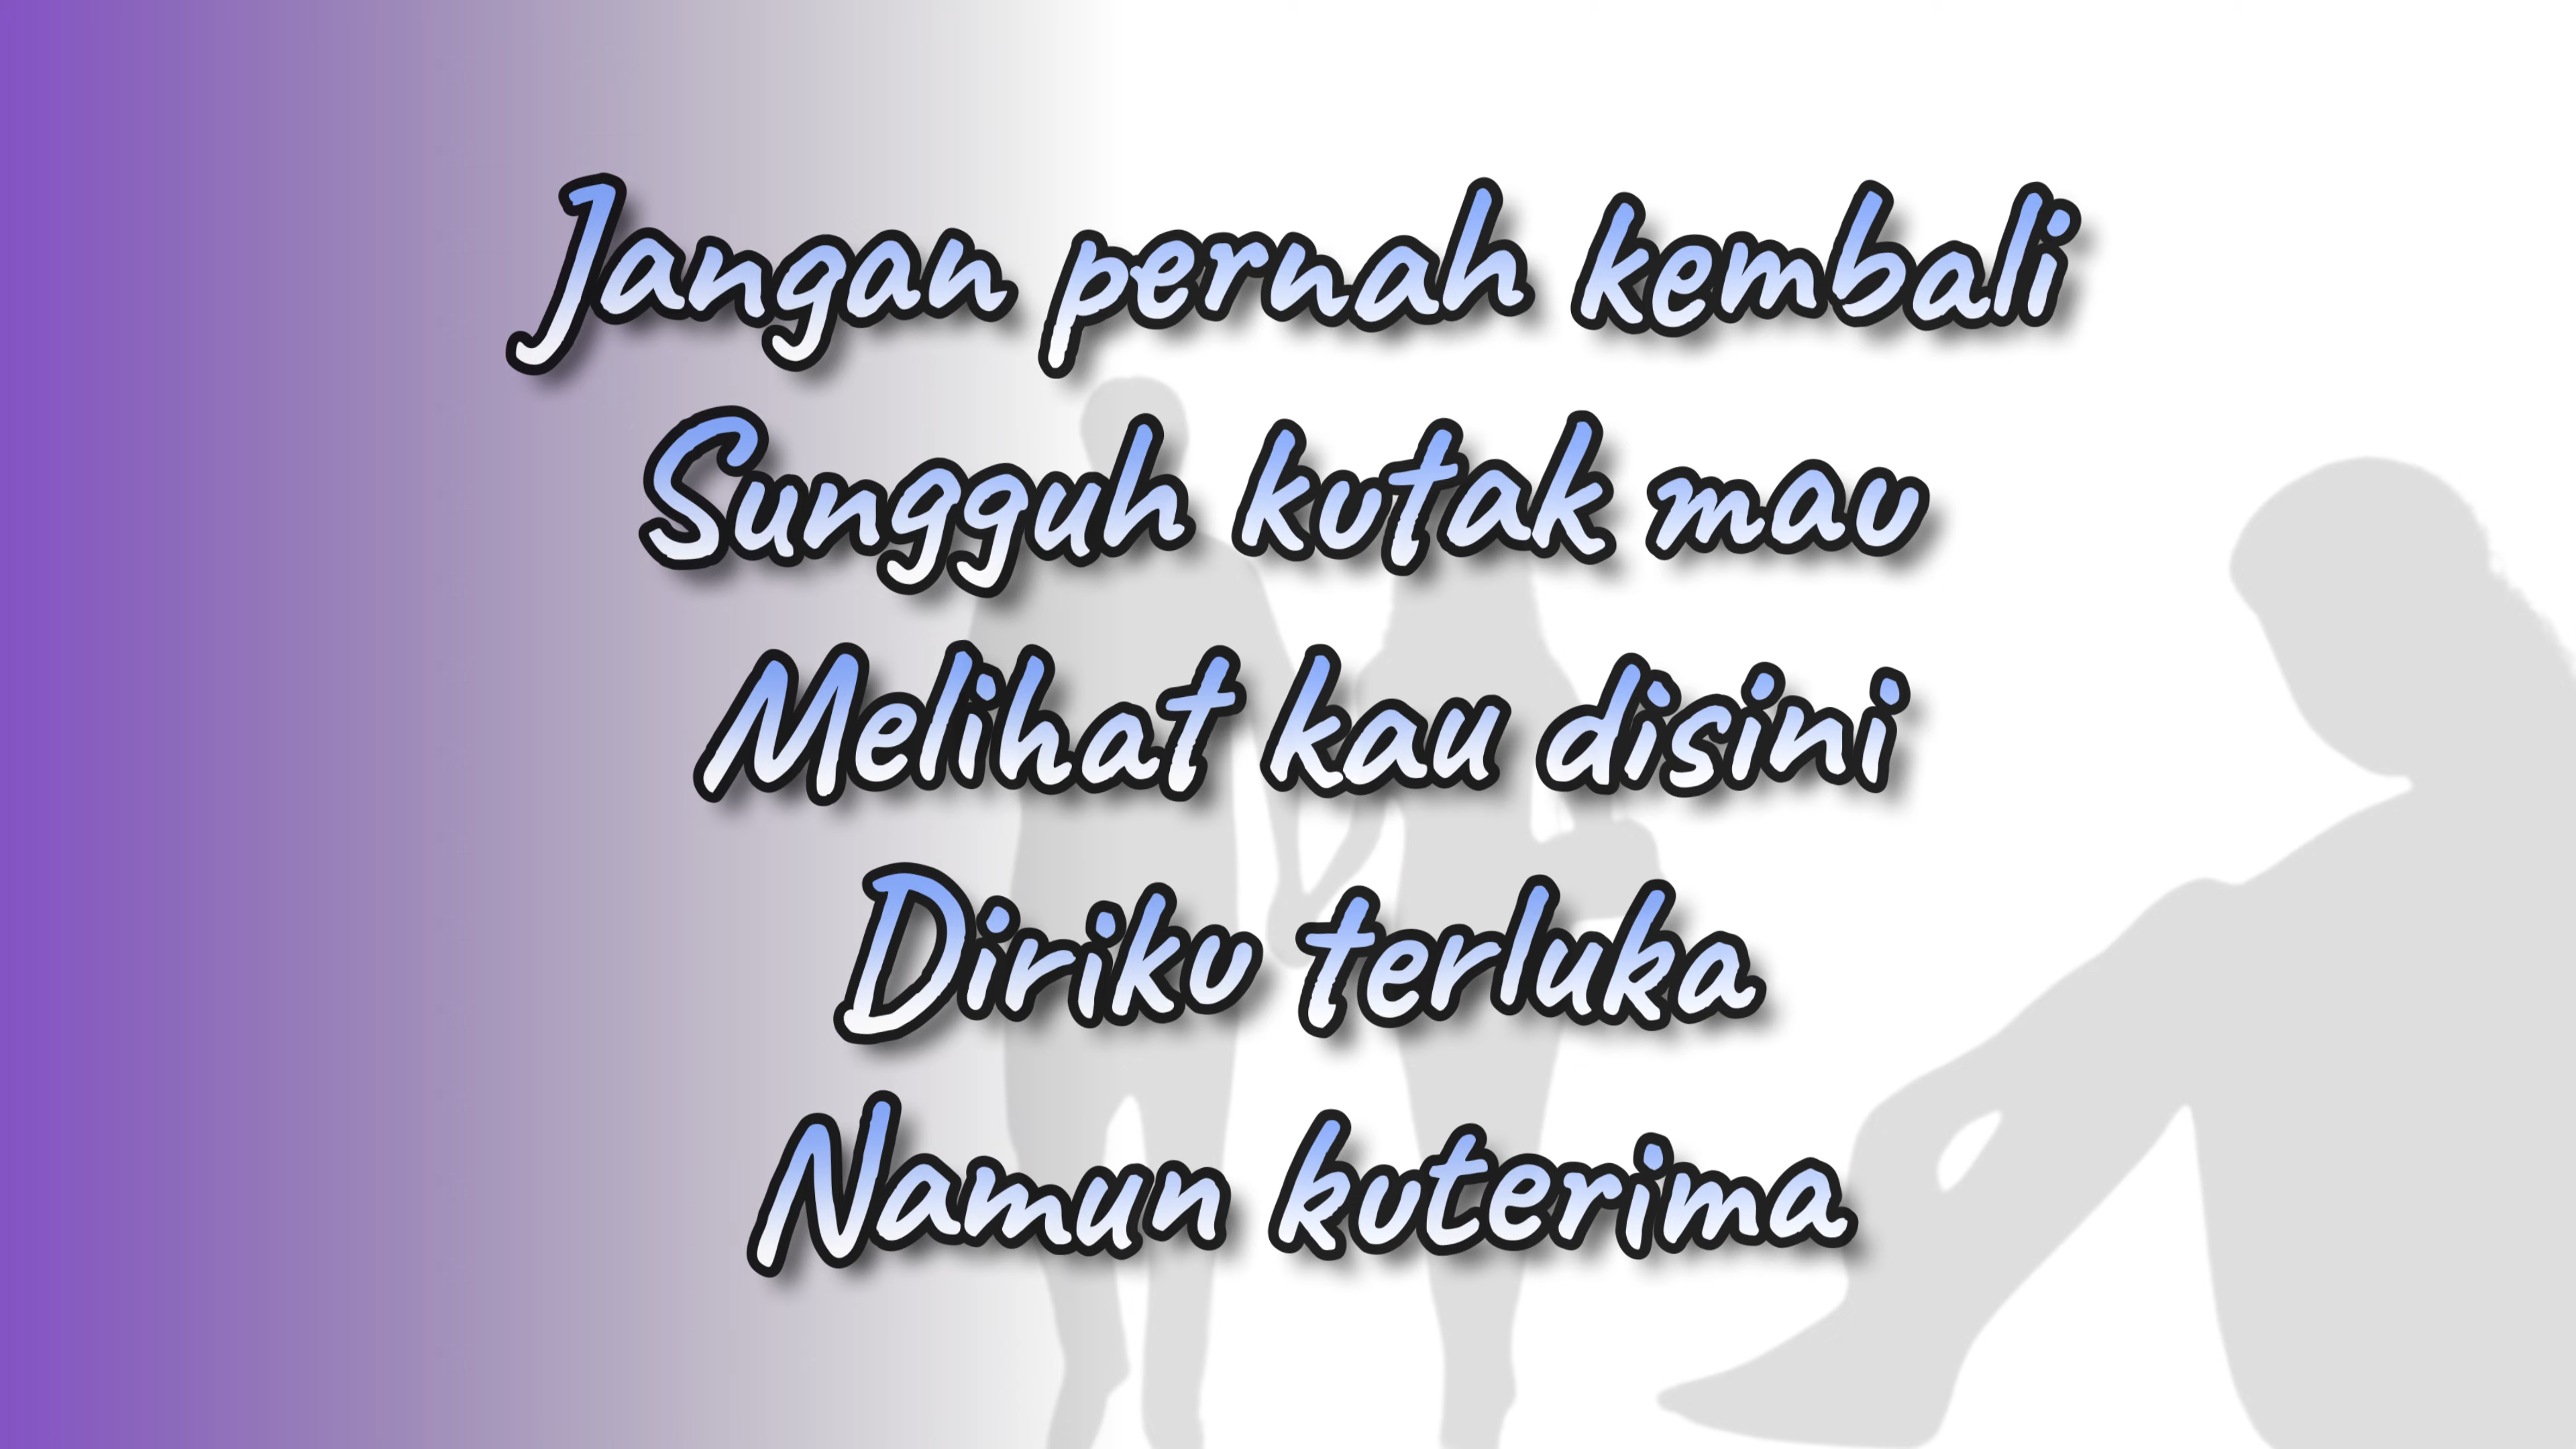 Jangan pernah kembali
Sungguh kutak mau
Melihat kau disini
Diriku terluka
Namun kuterima